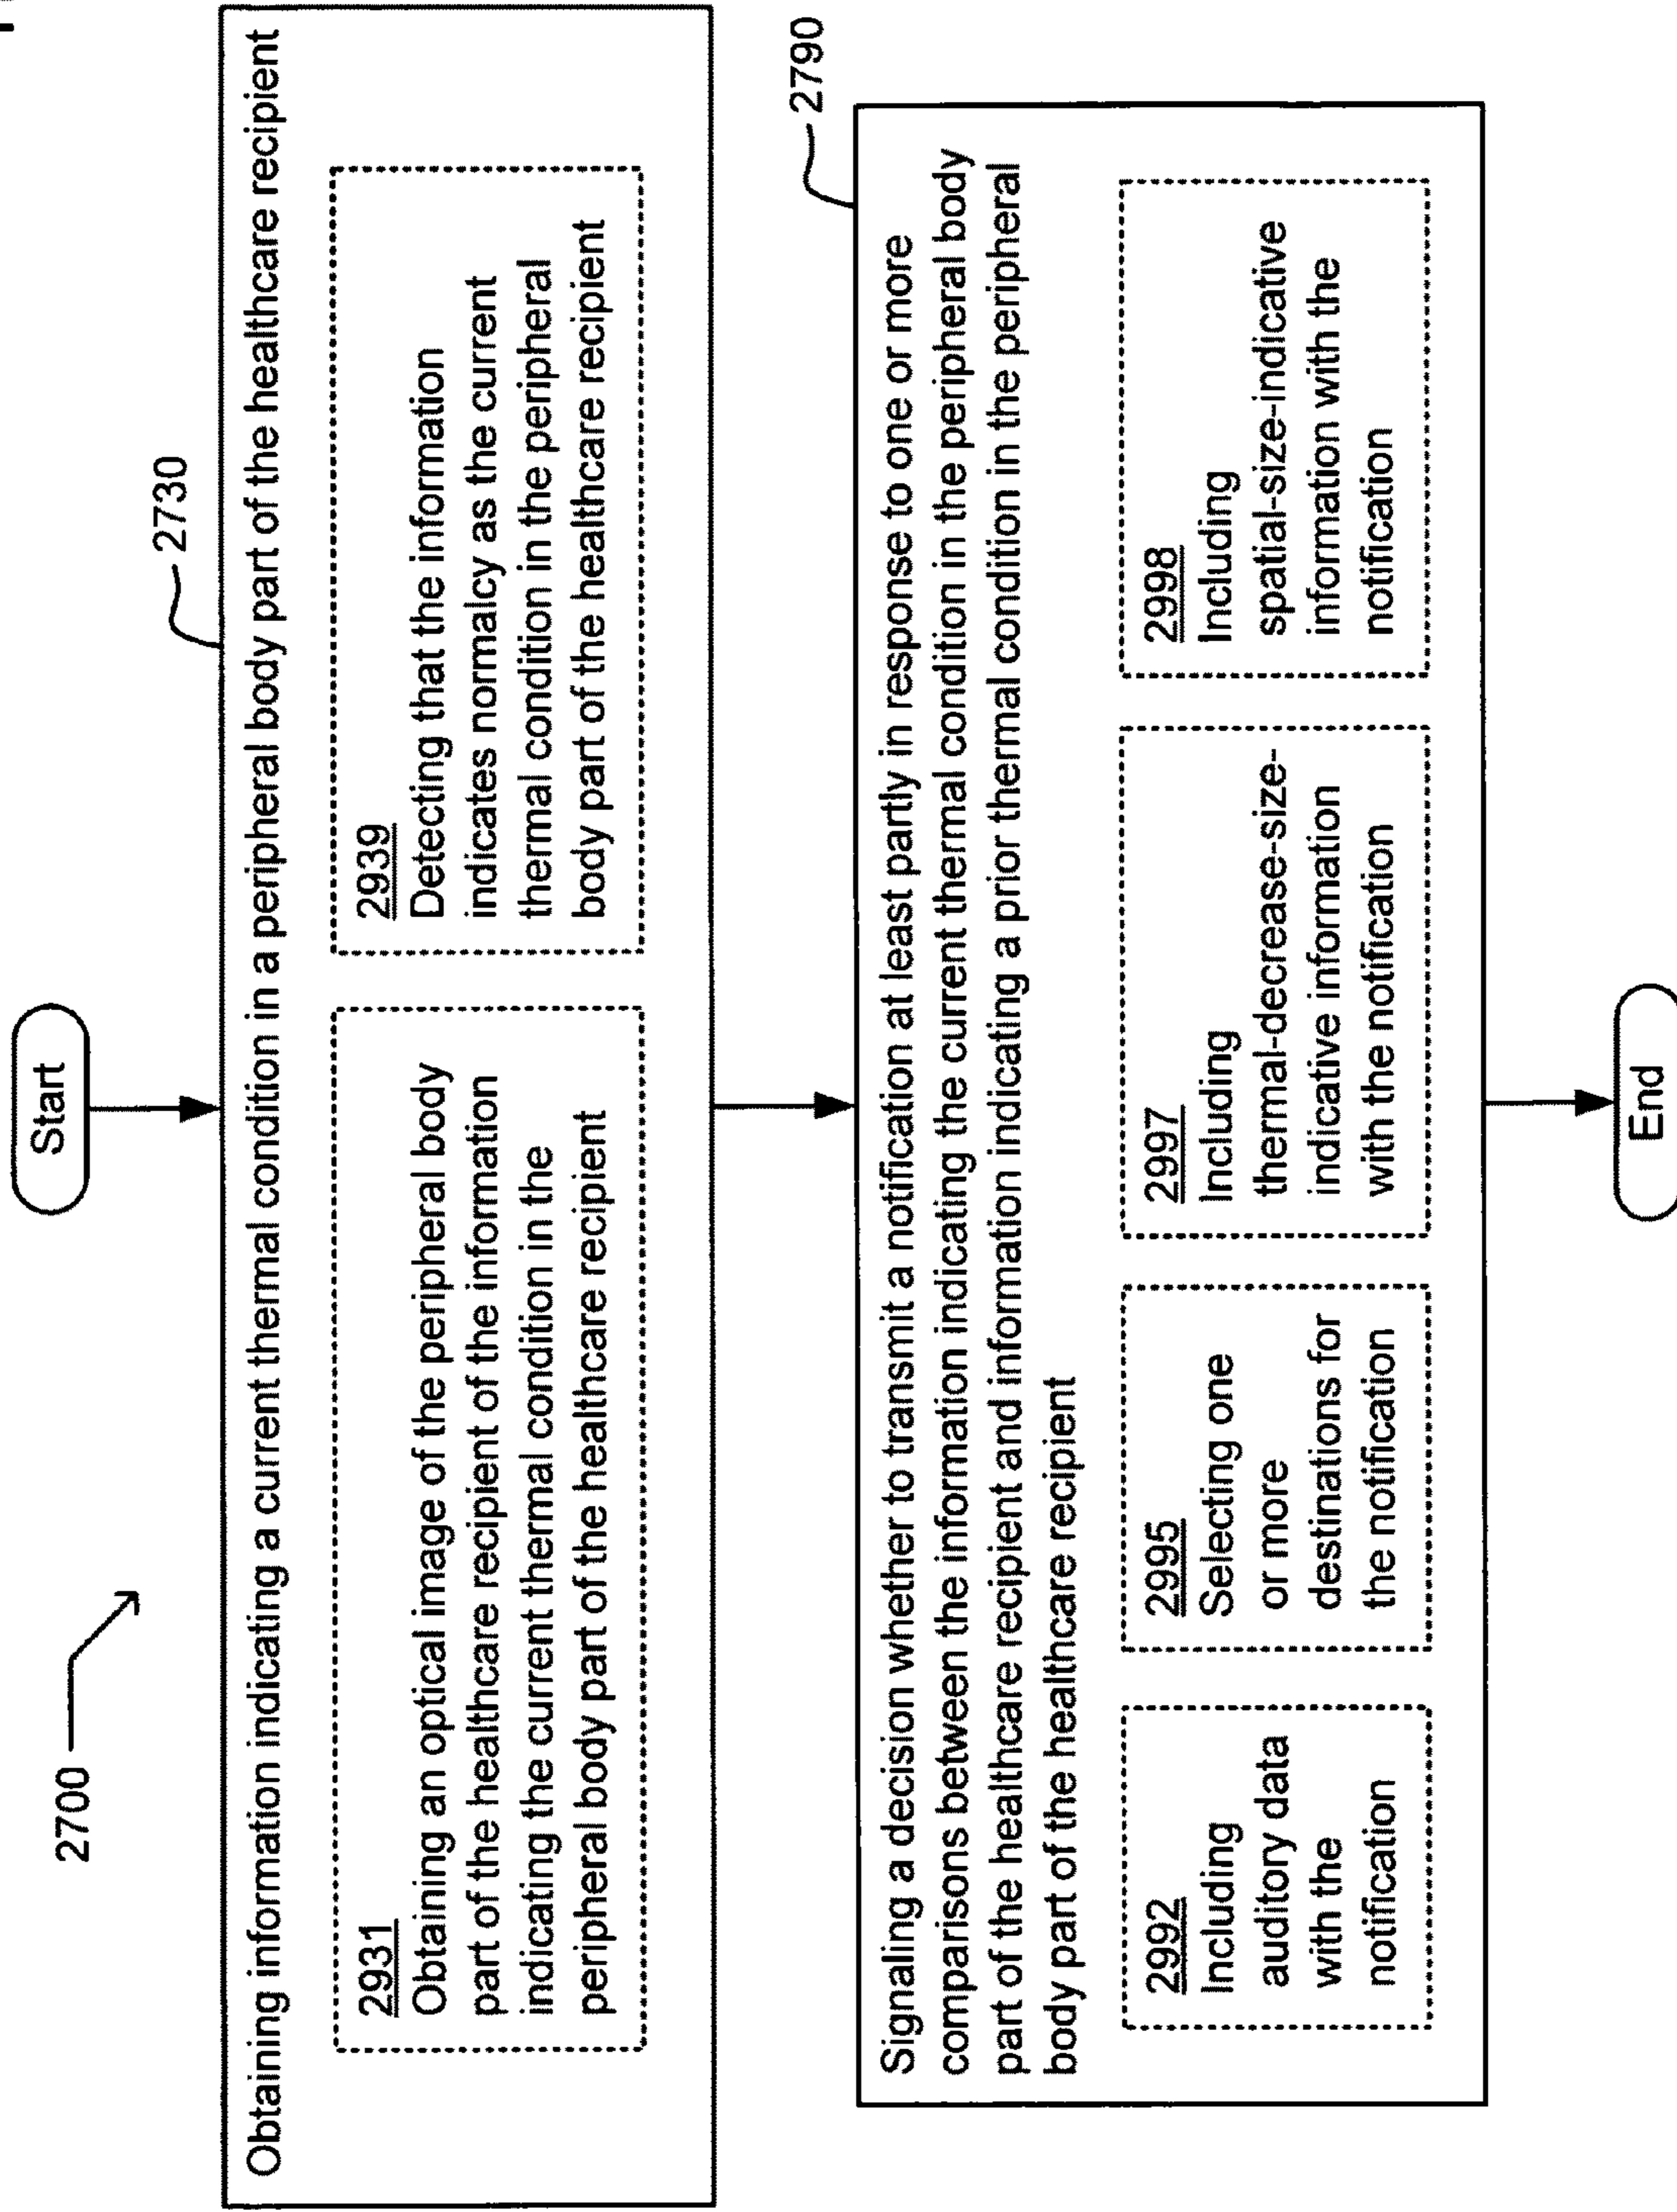 2700
Start
2730
Obtaining information indicating a current thermal condition in a peripheral body part of the healthcare recipient
2931
Obtaining an optical image of the peripheral body
part of the healthcare recipient of the information
indicating the current thermal condition in the
peripheral body part of the healthcare recipient
2939
Detecting that the information
indicates normalcy as the current
thermal condition in the peripheral
body part of the healthcare recipient
2790
Signaling a decision whether to transmit a notification at least partly in response to one or more
comparisons between the information indicating the current thermal condition in the peripheral body
part of the healthcare recipient and information indicating a prior thermal condition in the peripheral
body part of the healthcare recipient
2992
Including
auditory data
with the
notification
2995
Selecting one
or more
destinations for
the notification
2997
Including
thermal-decrease-size-
indicative information
with the notification
2998
Including
spatial-size-indicative
information with the
notification
End